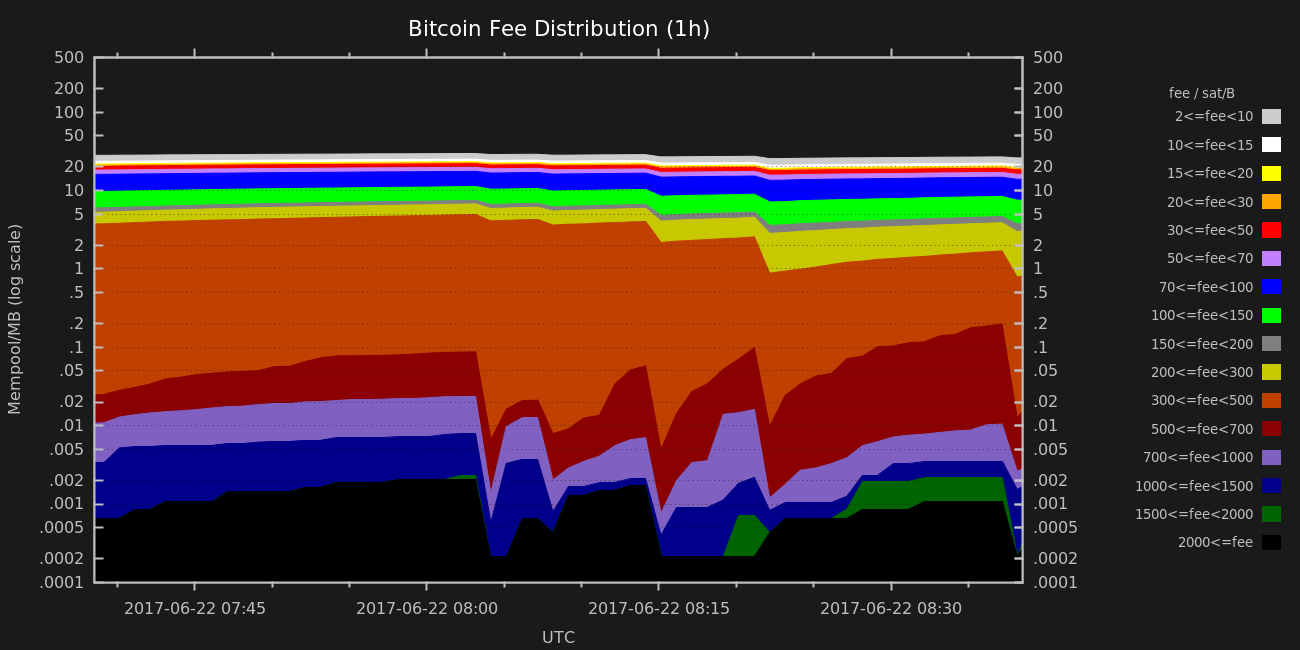 Bitcoin Fee Distribution (1h)
Mempool/MB (log scale)
500
200
100
50
20
10
5
2
1
.5
.2
.1
.05
.02
.01
.005
.002
.001
.0005
.0002
.0001
500
200
100
50
20
10
5
2
1
.5
.2
.1
.05
.02
.01
.005
.002
.001
.0005
.0002
.0001
2017-06-22 07:45
2017-06-22 08:00
2017-06-22 08:15
2017-06-22 08:30
UTC
fee / sat/B
2<=fee<10
10<=fee<15
15<=fee<20
20<=fee<30
30<=fee<50
50<=fee<70
70<=fee<100
100<=fee<150
150<=fee<200
200<=fee<300
300<=fee<500
500<=fee<700
700<=fee<1000
1000<=fee<1500
1500<=fee<2000
2000<=fee